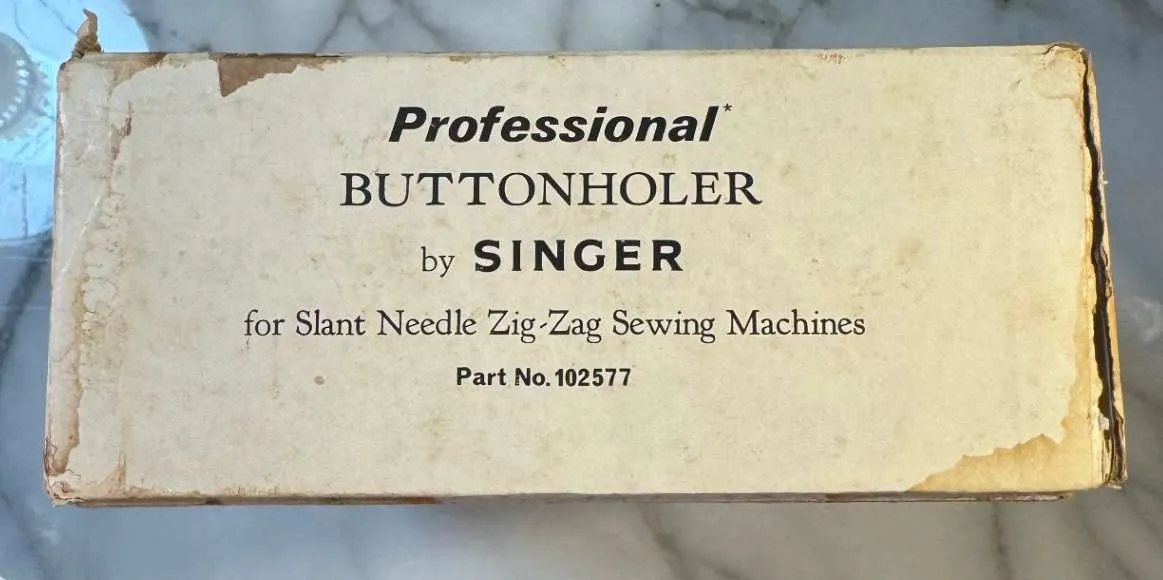 Professional*
BUTTONHOLER
by SINGER
for Slant Needle Zig-Zag Sewing Machines
Part No. 102577